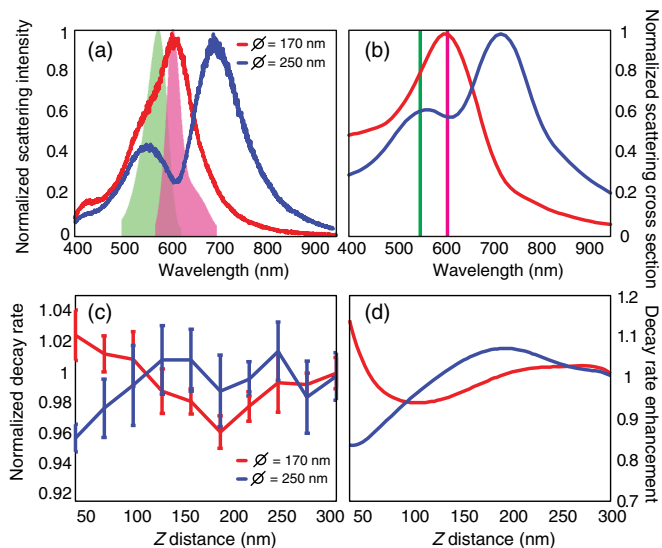 (a)
Ø = 170 nm
Ø = 250 nm
Normalized scattering intensity
1
0.8
0.6
0.4
0.2
0
400 500 600 700 800 900
Wavelength (nm)
(b)
1
0.8
0.6
0.4
0.2
0
Normalized scattering cross section
400 500 600 700 800 900
Wavelength (nm)
(c)
Normalized decay rate
1.04
1.02
1
0.98
0.96
0.94
0.92
Ø = 170 nm
Ø = 250 nm
50 100 150 200 250 300
Z distance (nm)
(d)
1.2
1.1
1
0.9
0.8
0.7
Decay rate enhancement
50 100 150 200 250 300
Z distance (nm)